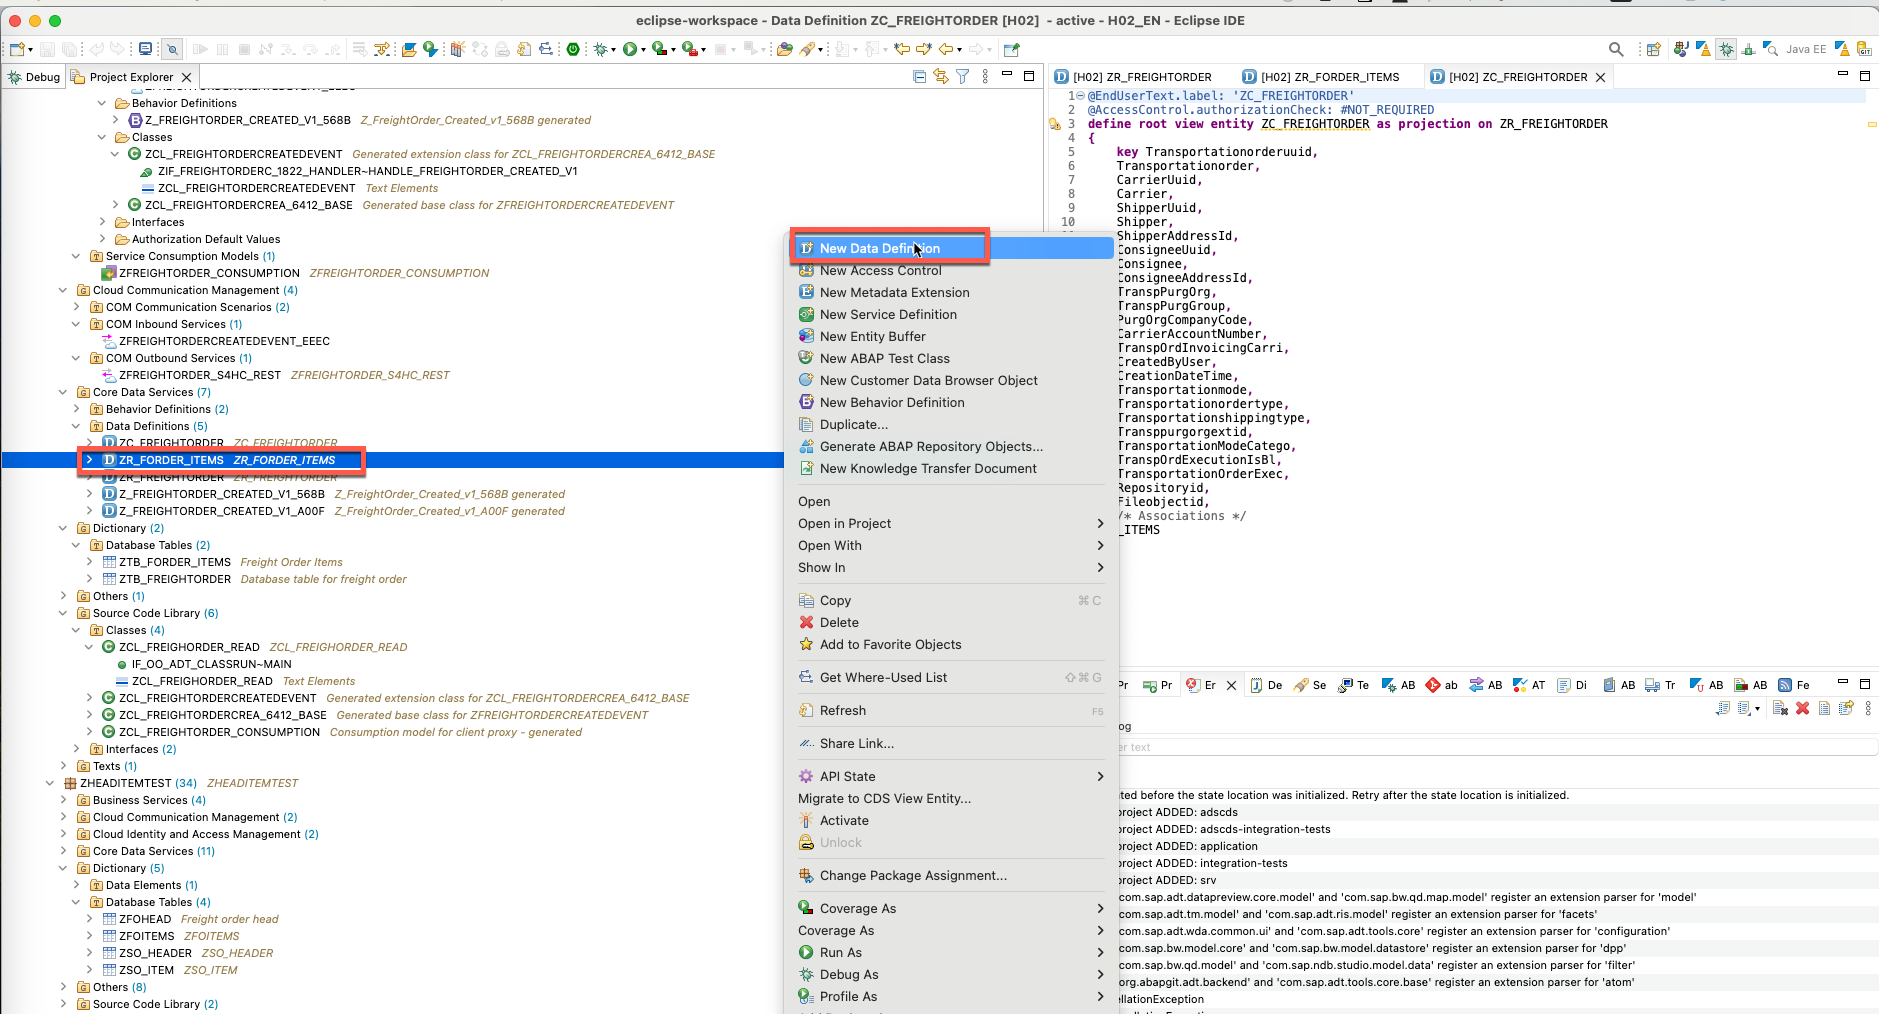 eclipse-workspace - Data Definition ZC_FREIGHTORDER [H02] - active - H02_EN - Eclipse IDE
Java EE
Debug
Project Explorer
Behavior Definitions
Z_FREIGHTORDER_CREATED_V1_568B Z_FreightOrder_Created_v1_568B generated
Classes
ZCL_FREIGHTORDERCREATEDEVENT Generated extension class for ZCL_FREIGHTORDERCREA_6412_BASE
ZIF_FREIGHTORDERC_1822_HANDLER~HANDLE_FREIGHTORDER_CREATED_V1
ZCL_FREIGHTORDERCREATEDEVENT Text Elements
ZCL_FREIGHTORDERCREA_6412_BASE Generated base class for ZFREIGHTORDERCREATEDEVENT
Interfaces
Authorization Default Values
Service Consumption Models (1)
ZFREIGHTORDER_CONSUMPTION ZFREIGHTORDER_CONSUMPTION
Cloud Communication Management (4)
COM Communication Scenarios (2)
COM Inbound Services (1)
ZFREIGHTORDERCREATEDEVENT_EEEC
COM Outbound Services (1)
ZFREIGHTORDER_S4HC_REST ZFREIGHTORDER_S4HC_REST
Core Data Services (7)
Behavior Definitions (2)
Data Definitions (5)
ZC_FREIGHTORDER ZC_FREIGHTORDER
ZR_FORDER_ITEMS ZR_FORDER_ITEMS
ZR_FREIGHTORDER ZR_FREIGHTORDER
Z_FREIGHTORDER_CREATED_V1_568B Z_FreightOrder_Created_v1_568B generated
Z_FREIGHTORDER_CREATED_V1_A00F Z_FreightOrder_Created_v1_A00F generated
Dictionary (2)
Database Tables (2)
ZTB_FORDER_ITEMS Freight Order Items
ZTB_FREIGHTORDER Database table for freight order
Others (1)
Source Code Library (6)
Classes (4)
ZCL_FREIGHORDER_READ ZCL_FREIGHORDER_READ
IF_OO_ADT_CLASSRUN~MAIN
ZCL_FREIGHORDER_READ Text Elements
ZCL_FREIGHTORDERCREATEDEVENT Generated extension class for ZCL_FREIGHTORDERCREA_6412_BASE
ZCL_FREIGHTORDERCREA_6412_BASE Generated base class for ZFREIGHTORDERCREATEDEVENT
ZCL_FREIGHTORDER_CONSUMPTION Consumption model for client proxy - generated
Interfaces (2)
Texts (1)
ZHEADITEMTEST (34) ZHEADITEMTEST
Business Services (4)
Cloud Communication Management (2)
Cloud Identity and Access Management (2)
Core Data Services (11)
Dictionary (5)
Data Elements (1)
Database Tables (4)
ZFOHEAD Freight order head
ZFOITEMS ZFOITEMS
ZSO_HEADER ZSO_HEADER
ZSO_ITEM ZSO_ITEM
Others (8)
Source Code Library (2)
New Data Definition
New Access Control
New Metadata Extension
New Service Definition
New Entity Buffer
New ABAP Test Class
New Customer Data Browser Object
New Behavior Definition
Duplicate...
Generate ABAP Repository Objects...
New Knowledge Transfer Document
Open
Open in Project
Open With
Show In
Copy ⌘ C
Delete
Add to Favorite Objects
Get Where-Used List ⇧ ⌘ G
Refresh F5
Share Link...
API State
Migrate to CDS View Entity...
Activate
Unlock
Change Package Assignment...
Coverage As
Coverage As
Run As
Debug As
Profile As
[H02] ZR_FREIGHTORDER
[H02] ZR_FORDER_ITEMS
[H02] ZC_FREIGHTORDER
1 @EndUserText.label: 'ZC_FREIGHTORDER'
2 @AccessControl.authorizationCheck: #NOT_REQUIRED
3 define root view entity ZC_FREIGHTORDER as projection on ZR_FREIGHTORDER
4 {
5 key Transportationorderuuid,
6 Transportationorder,
7 CarrierUuid,
8 Carrier,
9 ShipperUuid,
10 Shipper,
ShipperAddressId,
ConsigneeUuid,
Consignee,
ConsigneeAddressId,
TranspPurgOrg,
TranspPurgGroup,
PurgOrgCompanyCode,
CarrierAccountNumber,
TranspOrdInvoicingCarri,
CreatedByUser,
CreationDateTime,
Transportationmode,
Transportationordertype,
Transportationshippingtype,
Transppurgorgextid,
TransportationModeCatego,
TranspOrdExecutionIsBl,
TransportationOrderExec,
Repositoryid,
Fileobjectid,
/* Associations */
_ITEMS
Pr
Pr
Er
De
Se
Te
AB
ab
AB
AT
Di
AB
Tr
AB
AB
Fe
og
er text
ted before the state location was initialized. Retry after the state location is initialized.
project ADDED: adscds
project ADDED: adscds-integration-tests
project ADDED: application
project ADDED: integration-tests
project ADDED: srv
com.sap.adt.datapreview.core.model' and 'com.sap.bw.qd.map.model' register an extension parser for 'model'
com.sap.adt.tm.model' and 'com.sap.adt.ris.model' register an extension parser for 'facets'
com.sap.adt.wda.common.ui' and 'com.sap.adt.tools.core' register an extension parser for 'configuration'
com.sap.bw.model.core' and 'com.sap.bw.model.datastore' register an extension parser for 'dpp'
com.sap.bw.qd.model' and 'com.sap.ndb.studio.model.data' register an extension parser for 'filter'
org.abapgit.adt.backend' and 'com.sap.adt.tools.core.base' register an extension parser for 'atom'
ellationException